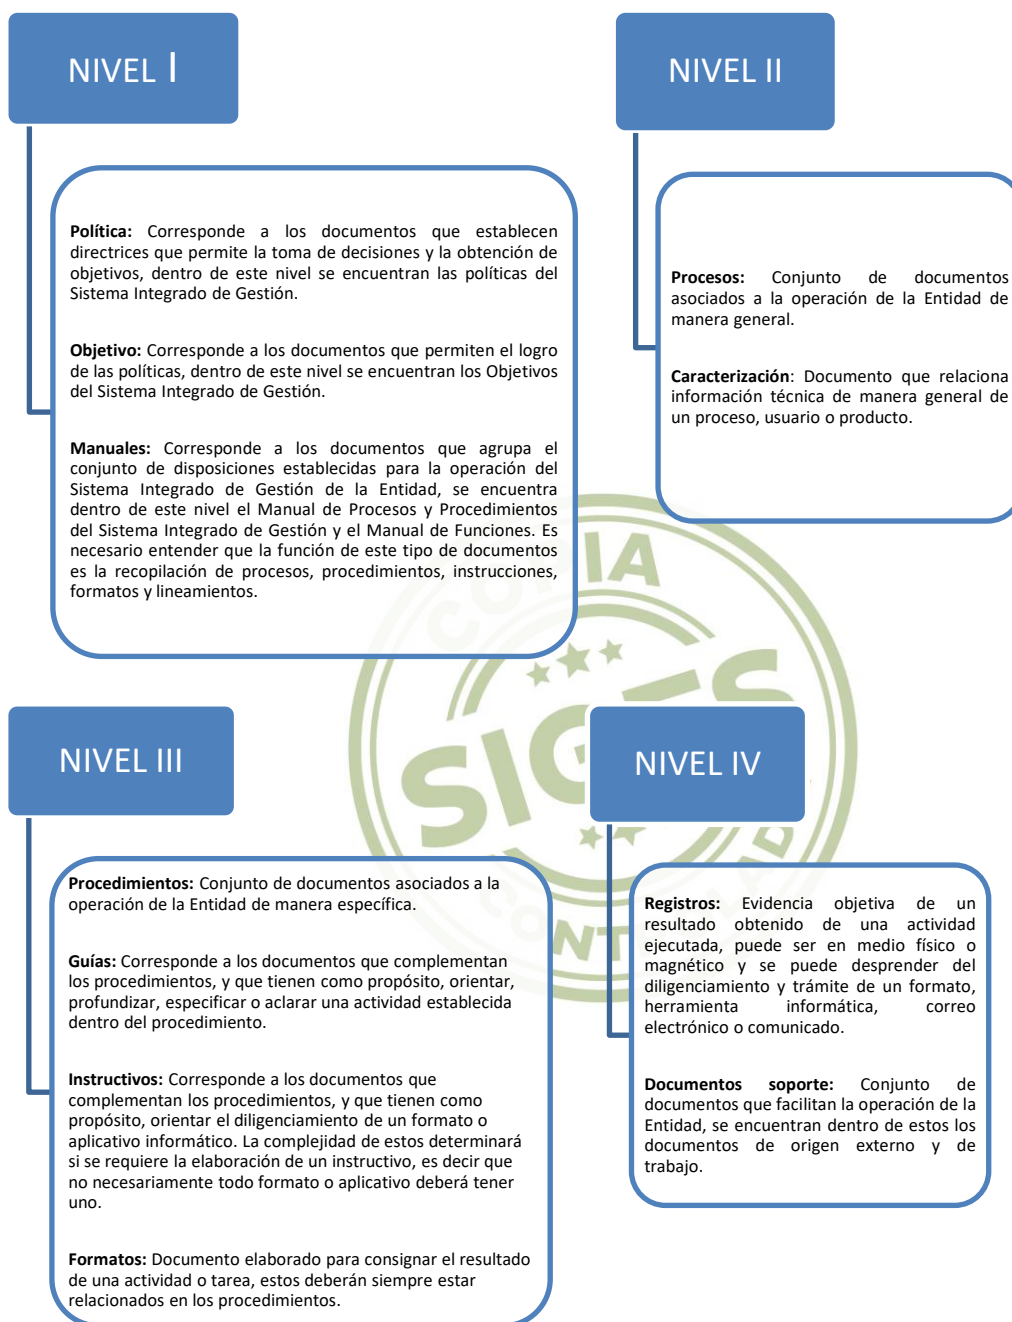 NIVEL I
Política: Corresponde a los documentos que establecen
directrices que permite la toma de decisiones y la obtención de
objetivos, dentro de este nivel se encuentran las políticas del
Sistema Integrado de Gestión.
Objetivo: Corresponde a los documentos que permiten el logro
de las políticas, dentro de este nivel se encuentran los Objetivos
del Sistema Integrado de Gestión.
Manuales: Corresponde a los documentos que agrupa el
conjunto de disposiciones establecidas para la operación del
Sistema Integrado de Gestión de la Entidad, se encuentra
dentro de este nivel el Manual de Procesos y Procedimientos
del Sistema Integrado de Gestión y el Manual de Funciones. Es
necesario entender que la función de este tipo de documentos
es la recopilación de procesos, procedimientos, instrucciones,
formatos y lineamientos.
NIVEL II
Procesos: Conjunto de documentos
asociados a la operación de la Entidad de
manera general.
Caracterización: Documento que relaciona
información técnica de manera general de
un proceso, usuario o producto.
COPIA
NIVEL III
Procedimientos: Conjunto de documentos asociados a la
operación de la Entidad de manera específica.
Guías: Corresponde a los documentos que complementan
los procedimientos, y que tienen como propósito, orientar,
profundizar, especificar o aclarar una actividad establecida
dentro del procedimiento.
Instructivos: Corresponde a los documentos que
complementan los procedimientos, y que tienen como
propósito, orientar el diligenciamiento de un formato o
aplicativo informático. La complejidad de estos determinará
si se requiere la elaboración de un instructivo, es decir que
no necesariamente todo formato o aplicativo deberá tener
uno.
Formatos: Documento elaborado para consignar el resultado
de una actividad o tarea, estos deberán siempre estar
relacionados en los procedimientos.
NIVEL IV
Registros: Evidencia objetiva de un
resultado obtenido de una actividad
ejecutada, puede ser en medio físico o
magnético y se puede desprender del
diligenciamiento y trámite de un formato,
herramienta informática, correo
electrónico o comunicado.
Documentos soporte: Conjunto de
documentos que facilitan la operación de la
Entidad, se encuentran dentro de estos los
documentos de origen externo y de
trabajo.